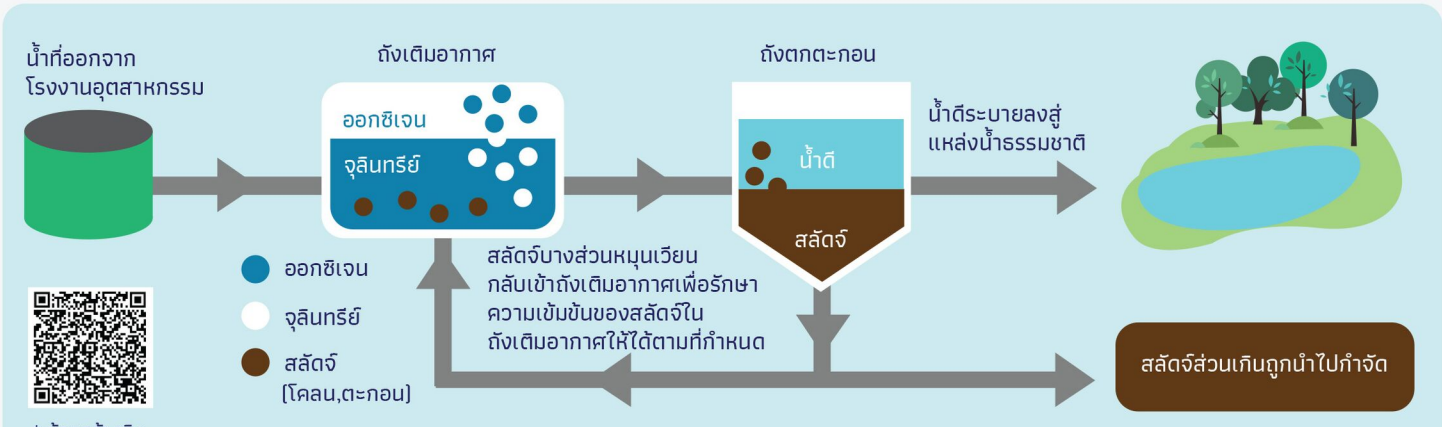 น้ำที่ออกจาก
โรงงานอุตสาหกรรม
ถังเติมอากาศ
ออกซิเจน
จุลินทรีย์
ถังตกตะกอน
น้ำดี
สลัดจ์
น้ำดีระบายลงสู่
แหล่งน้ำธรรมชาติ
ออกซิเจน
จุลินทรีย์
สลัดจ์
(โคลน,ตะกอน)
สลัดจ์บางส่วนหมุนเวียน
กลับเข้าถังเติมอากาศเพื่อรักษา
ความเข้มข้นของสลัดจ์ใน
ถังเติมอากาศให้ได้ตามที่กำหนด
สลัดจ์ส่วนเกินถูกนำไปกำจัด